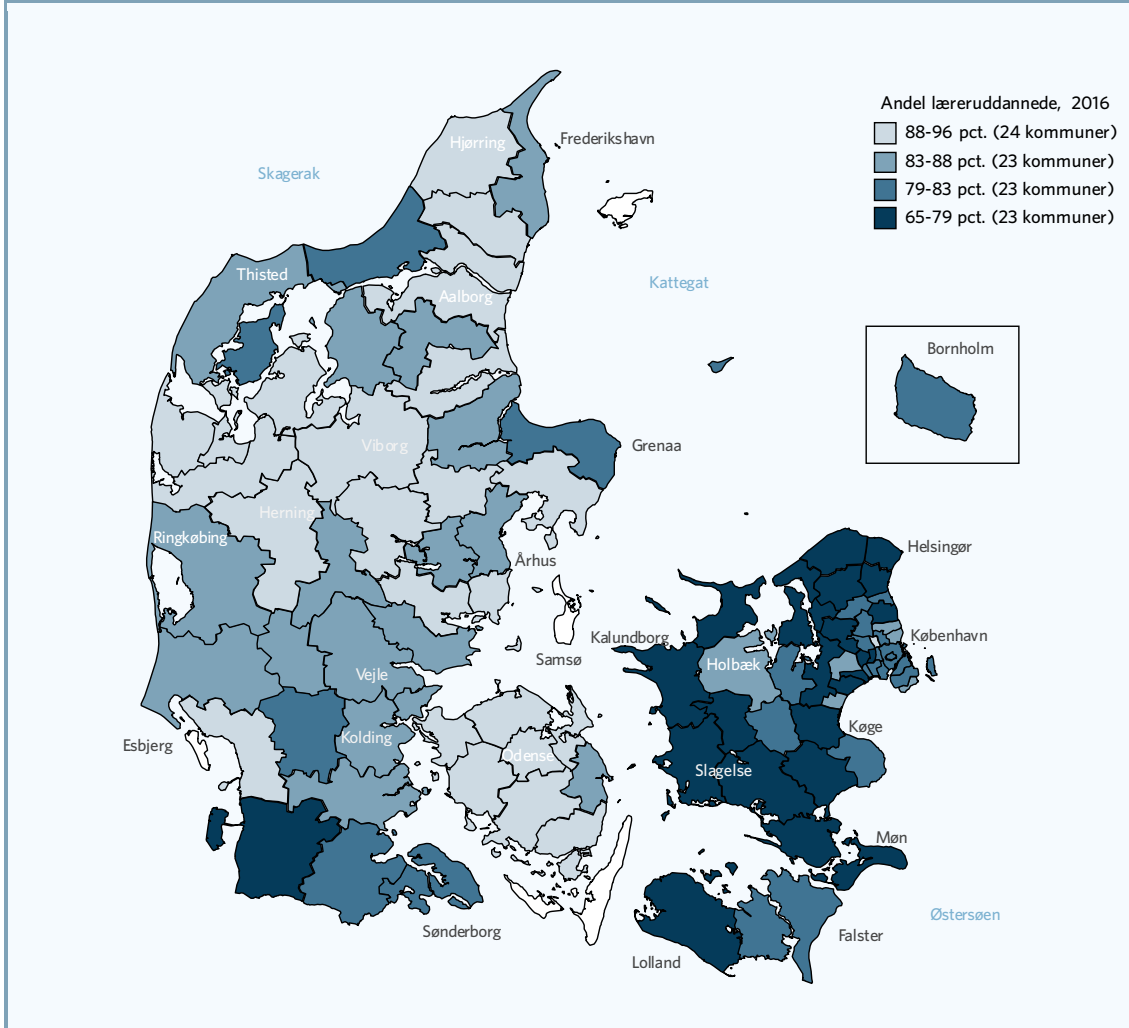 Andel læreruddannede, 2016
88-96 pct. (24 kommuner)
83-88 pct. (23 kommuner)
79-83 pct. (23 kommuner)
65-79 pct. (23 kommuner)
Hjørring
Frederikshavn
Skagerak
Thisted
Kattegat
Aalborg
Bornholm
Viborg
Grenaa
Herning
Ringkøbing
Helsingør
Århus
Kalundborg
København
Samsø
Holbæk
Vejle
Køge
Kolding
Esbjerg
Odense
Slagelse
Møn
Østersøen
Sønderborg
Falster
Lolland